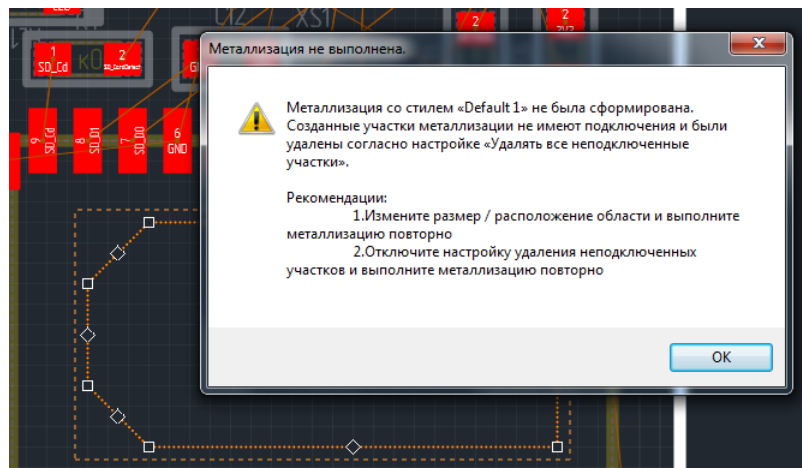 XS1
2
2
1
SD_Cd
K0
2
SD_CardDetect
9
SD_Cd
8
SD_D1
7
SD_D0
6
GND
Металлизация не выполнена.
Металлизация со стилем «Default 1» не была сформирована.
Созданные участки металлизации не имеют подключения и были
удалены согласно настройке «Удалять все неподключенные
участки».
Рекомендации:
1.Измените размер / расположение области и выполните
металлизацию повторно
2.Отключите настройку удаления неподключенных
участков и выполните металлизацию повторно
OK